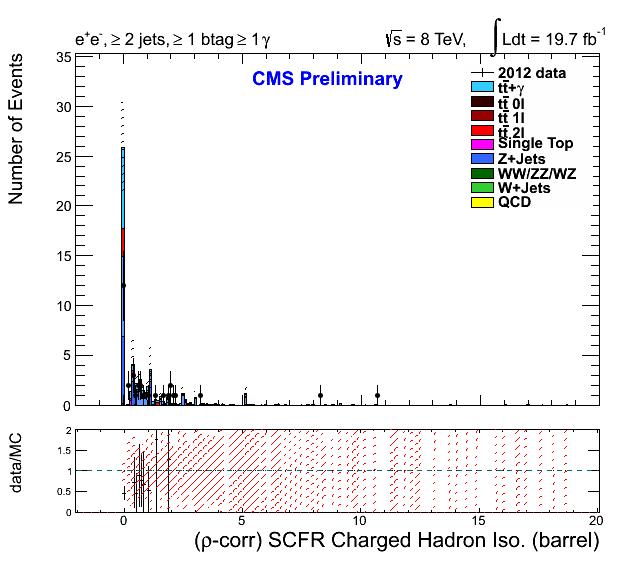 e⁺e⁻, ≥ 2 jets, ≥ 1 btag ≥ 1 γ
√s = 8 TeV, ∫ Ldt = 19.7 fb⁻¹
CMS Preliminary
2012 data
tt̄+γ
tt̄ 0l
tt̄ 1l
tt̄ 2l
Single Top
Z+Jets
WW/ZZ/WZ
W+Jets
QCD
Number of Events
35
30
25
20
15
10
5
0
data/MC
2
1.5
1
0.5
0
0 5 10 15 20
(ρ-corr) SCFR Charged Hadron Iso. (barrel)